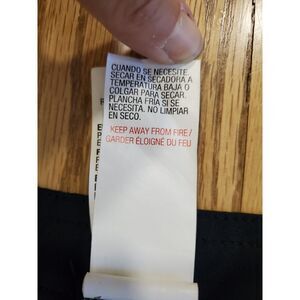 CUANDO SE NECESITE,
SECAR EN SECADORA A
TEMPERATURA BAJA O
COLGAR PARA SECAR.
PLANCHA FRÍA SI SE
NECESITA. NO LIMPIAR
EN SECO.
KEEP AWAY FROM FIRE /
GARDER ÉLOIGNÉ DU FEU